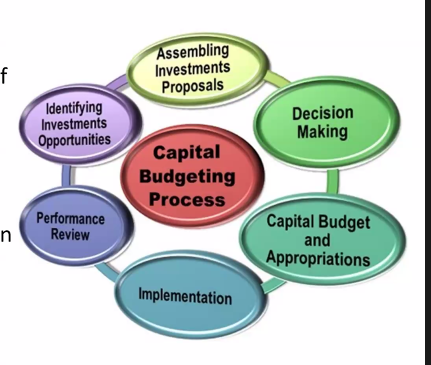 f
n
Assembling
Investments
Proposals
Identifying
Investments
Opportunities
Decision
Making
Capital
Budgeting
Process
Performance
Review
Capital Budget
and
Appropriations
Implementation